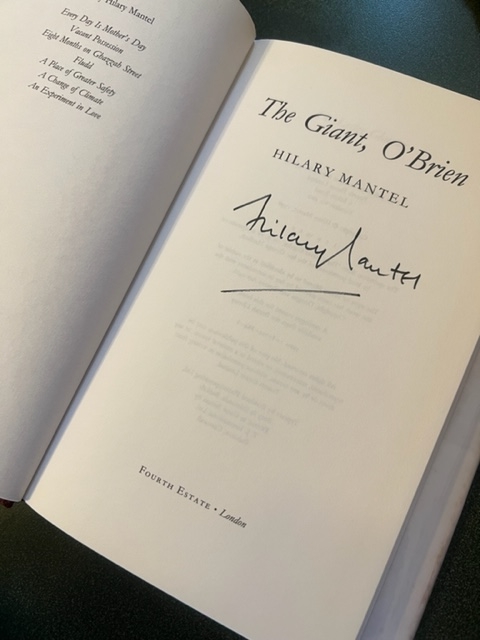 Hilary Mantel
Every Day Is Mother's Day
Vacant Possession
Eight Months on Ghazzah Street
Fludd
A Place of Greater Safety
A Change of Climate
An Experiment in Love
The Giant, O'Brien
HILARY MANTEL
Hilary Mantel
FOURTH ESTATE • London